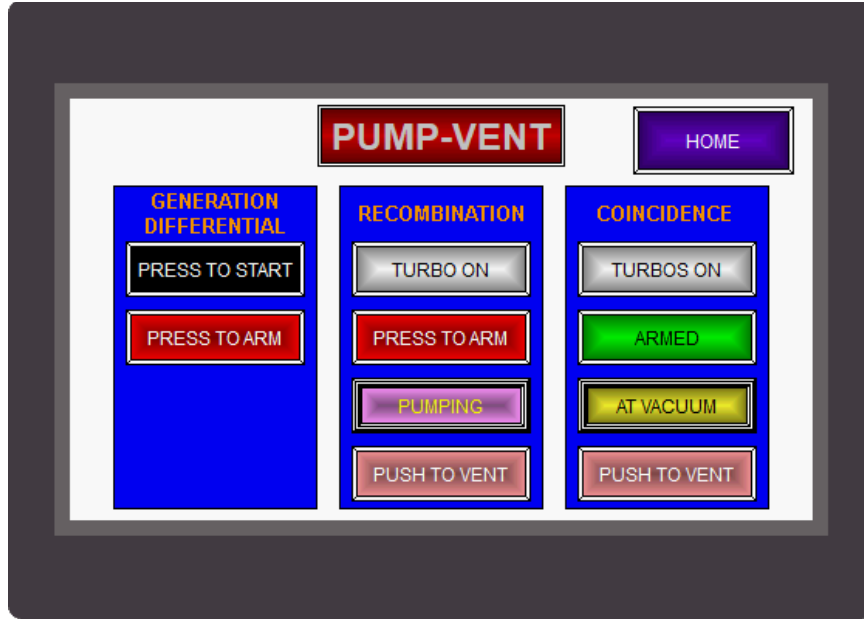 PUMP-VENT
HOME
GENERATION
DIFFERENTIAL
PRESS TO START
PRESS TO ARM
RECOMBINATION
TURBO ON
PRESS TO ARM
PUMPING
PUSH TO VENT
COINCIDENCE
TURBOS ON
ARMED
AT VACUUM
PUSH TO VENT